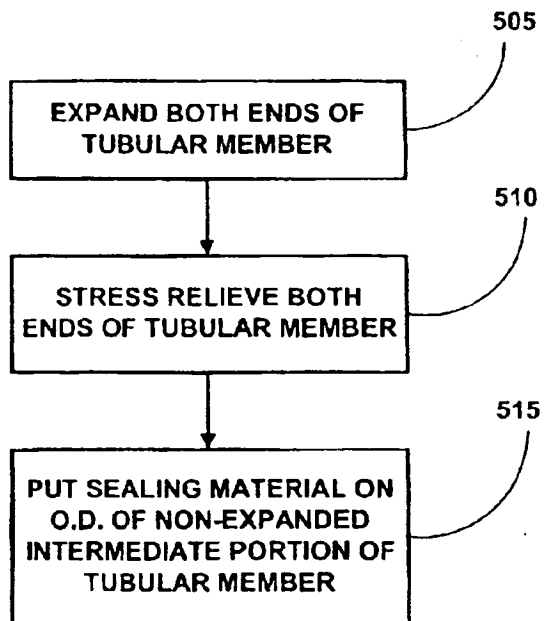 505
EXPAND BOTH ENDS OF
TUBULAR MEMBER
510
STRESS RELIEVE BOTH
ENDS OF TUBULAR MEMBER
515
PUT SEALING MATERIAL ON
O.D. OF NON-EXPANDED
INTERMEDIATE PORTION OF
TUBULAR MEMBER